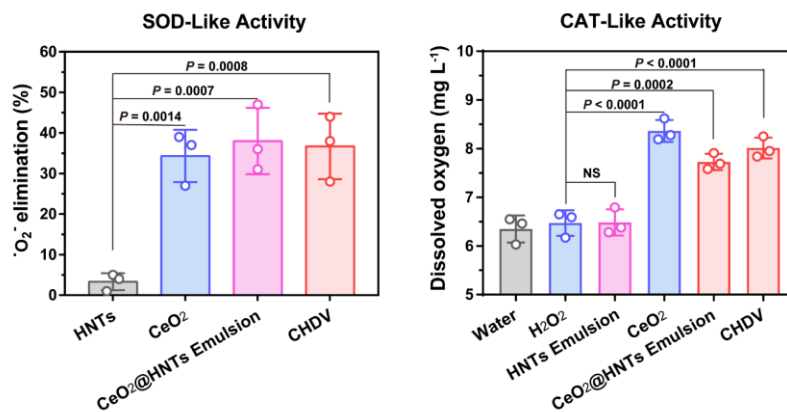 SOD-Like Activity
˙O₂⁻ elimination (%)
60
50
40
30
20
10
0
P = 0.0008
P = 0.0007
P = 0.0014
HNTs
CeO₂
CeO₂@HNTs Emulsion
CHDV
CAT-Like Activity
Dissolved oxygen (mg L⁻¹)
10
9
8
7
6
5
P < 0.0001
P = 0.0002
P < 0.0001
NS
Water
H₂O₂
HNTs Emulsion
CeO₂
CeO₂@HNTs Emulsion
CHDV